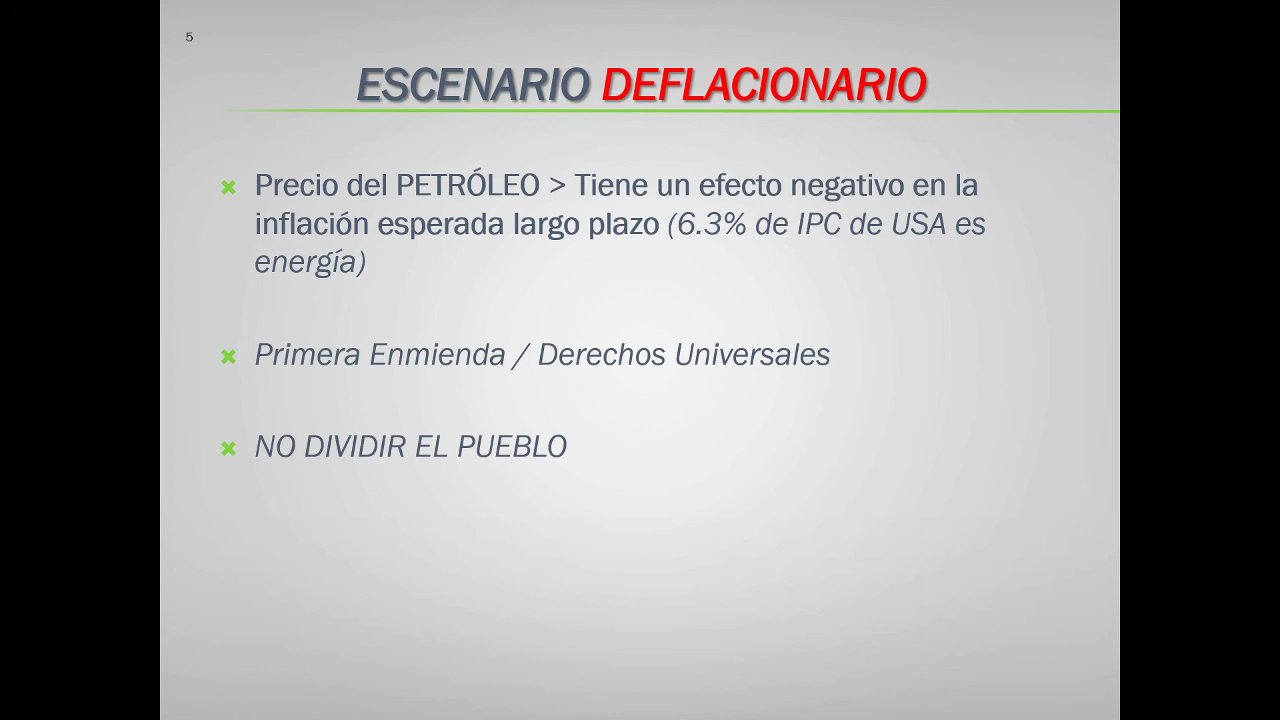 5
ESCENARIO DEFLACIONARIO
Precio del PETRÓLEO > Tiene un efecto negativo en la
inflación esperada largo plazo (6.3% de IPC de USA es
energía)
Primera Enmienda / Derechos Universales
NO DIVIDIR EL PUEBLO